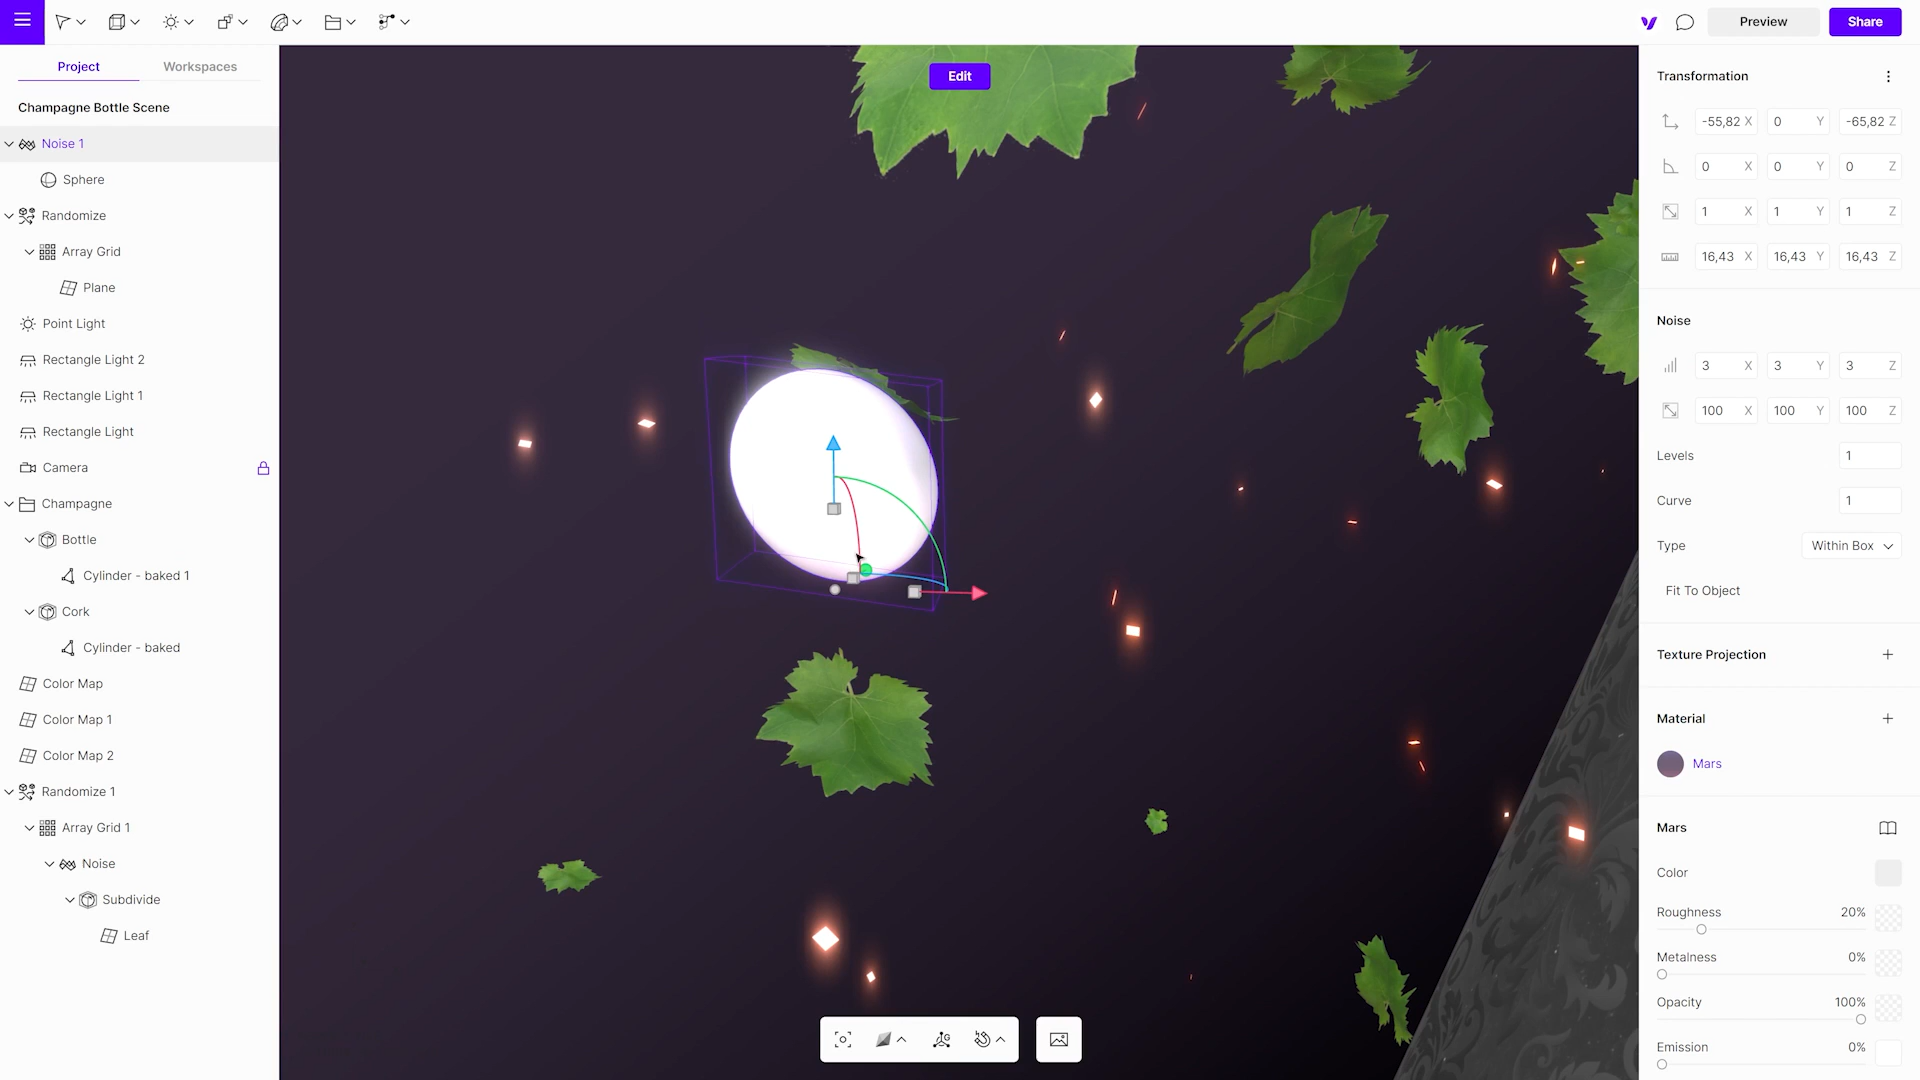 Preview
Share
Project
Workspaces
Champagne Bottle Scene
Noise 1
Sphere
Randomize
Array Grid
Plane
Point Light
Rectangle Light 2
Rectangle Light 1
Rectangle Light
Camera
Champagne
Bottle
Cylinder - baked 1
Cork
Cylinder - baked
Color Map
Color Map 1
Color Map 2
Randomize 1
Array Grid 1
Noise
Subdivide
Leaf
Edit
Transformation
-55,82 X 0 Y -65,82 Z
0 X 0 Y 0 Z
1 X 1 Y 1 Z
16,43 X 16,43 Y 16,43 Z
Noise
3 X 3 Y 3 Z
100 X 100 Y 100 Z
Levels 1
Curve 1
Type Within Box
Fit To Object
Texture Projection
Material
Mars
Mars
Color
Roughness 20%
Metalness 0%
Opacity 100%
Emission 0%